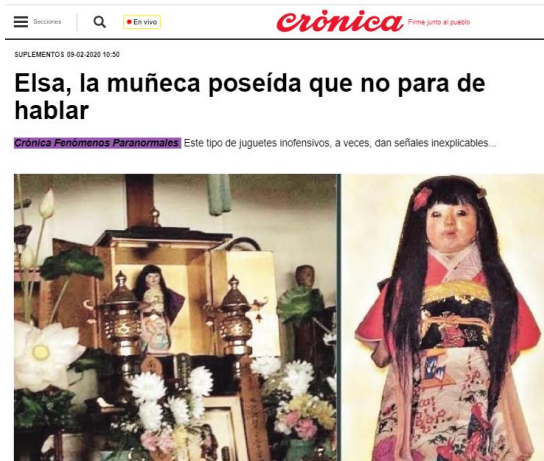 Secciones
En vivo
crónica
Firme junto al pueblo
SUPLEMENTOS 09-02-2020 10:50
Elsa, la muñeca poseída que no para de
hablar
Crónica Fenómenos Paranormales Este tipo de juguetes inofensivos, a veces, dan señales inexplicables...